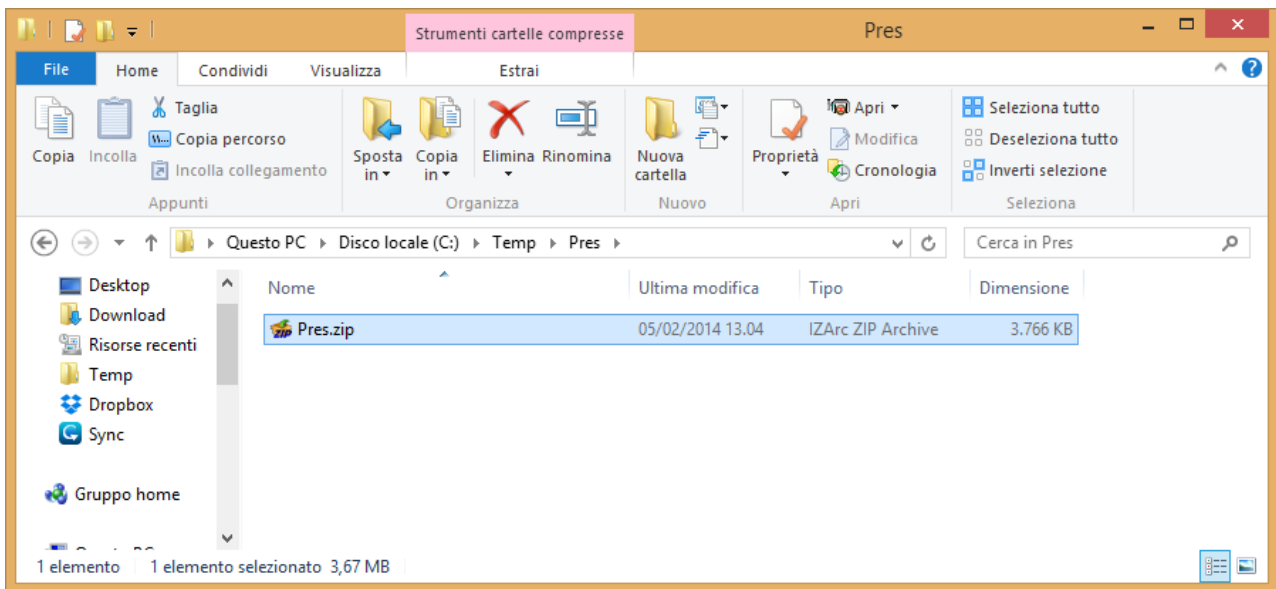 Strumenti cartelle compresse
Pres
File Home Condividi Visualizza Estrai
Copia
Incolla
Taglia
Copia percorso
Incolla collegamento
Appunti
Sposta in
Copia in
Elimina
Rinomina
Organizza
Nuova cartella
Nuovo
Proprietà
Apri
Modifica
Cronologia
Apri
Seleziona tutto
Deseleziona tutto
Inverti selezione
Seleziona
Questo PC Disco locale (C:) Temp Pres
Cerca in Pres
Desktop
Download
Risorse recenti
Temp
Dropbox
Sync
Gruppo home
Nome Ultima modifica Tipo Dimensione
Pres.zip 05/02/2014 13.04 IZArc ZIP Archive 3.766 KB
1 elemento 1 elemento selezionato 3,67 MB